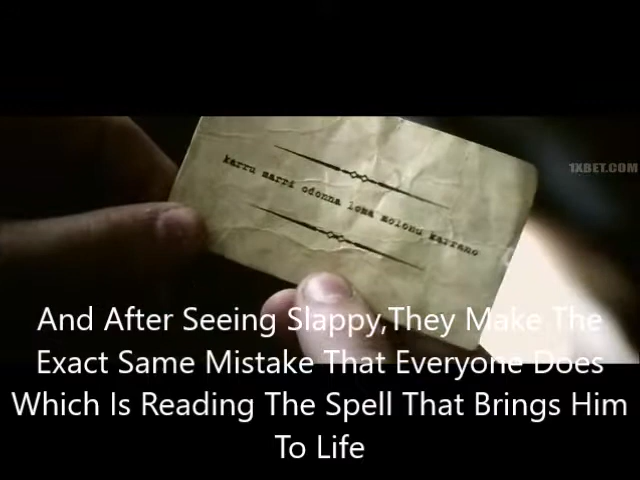 1XBET.COM
karru marri odonna loma molonu karrano
And After Seeing Slappy,They Make The
Exact Same Mistake That Everyone Does
Which Is Reading The Spell That Brings Him
To Life